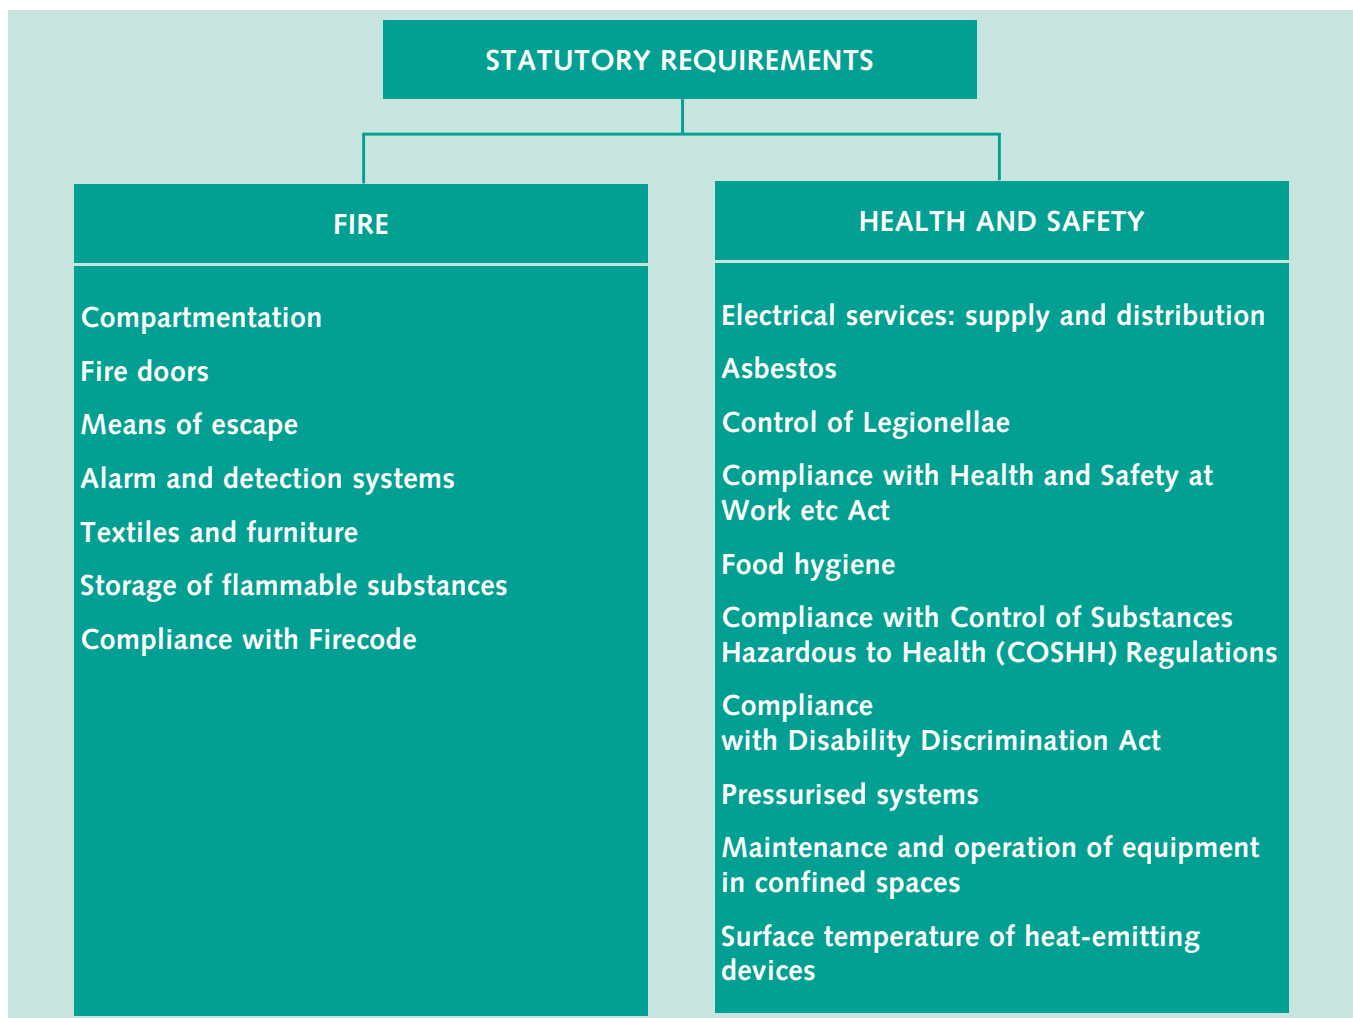 STATUTORY REQUIREMENTS
FIRE
Compartmentation
Fire doors
Means of escape
Alarm and detection systems
Textiles and furniture
Storage of flammable substances
Compliance with Firecode
HEALTH AND SAFETY
Electrical services: supply and distribution
Asbestos
Control of Legionellae
Compliance with Health and Safety at
Work etc Act
Food hygiene
Compliance with Control of Substances
Hazardous to Health (COSHH) Regulations
Compliance
with Disability Discrimination Act
Pressurised systems
Maintenance and operation of equipment
in confined spaces
Surface temperature of heat-emitting
devices